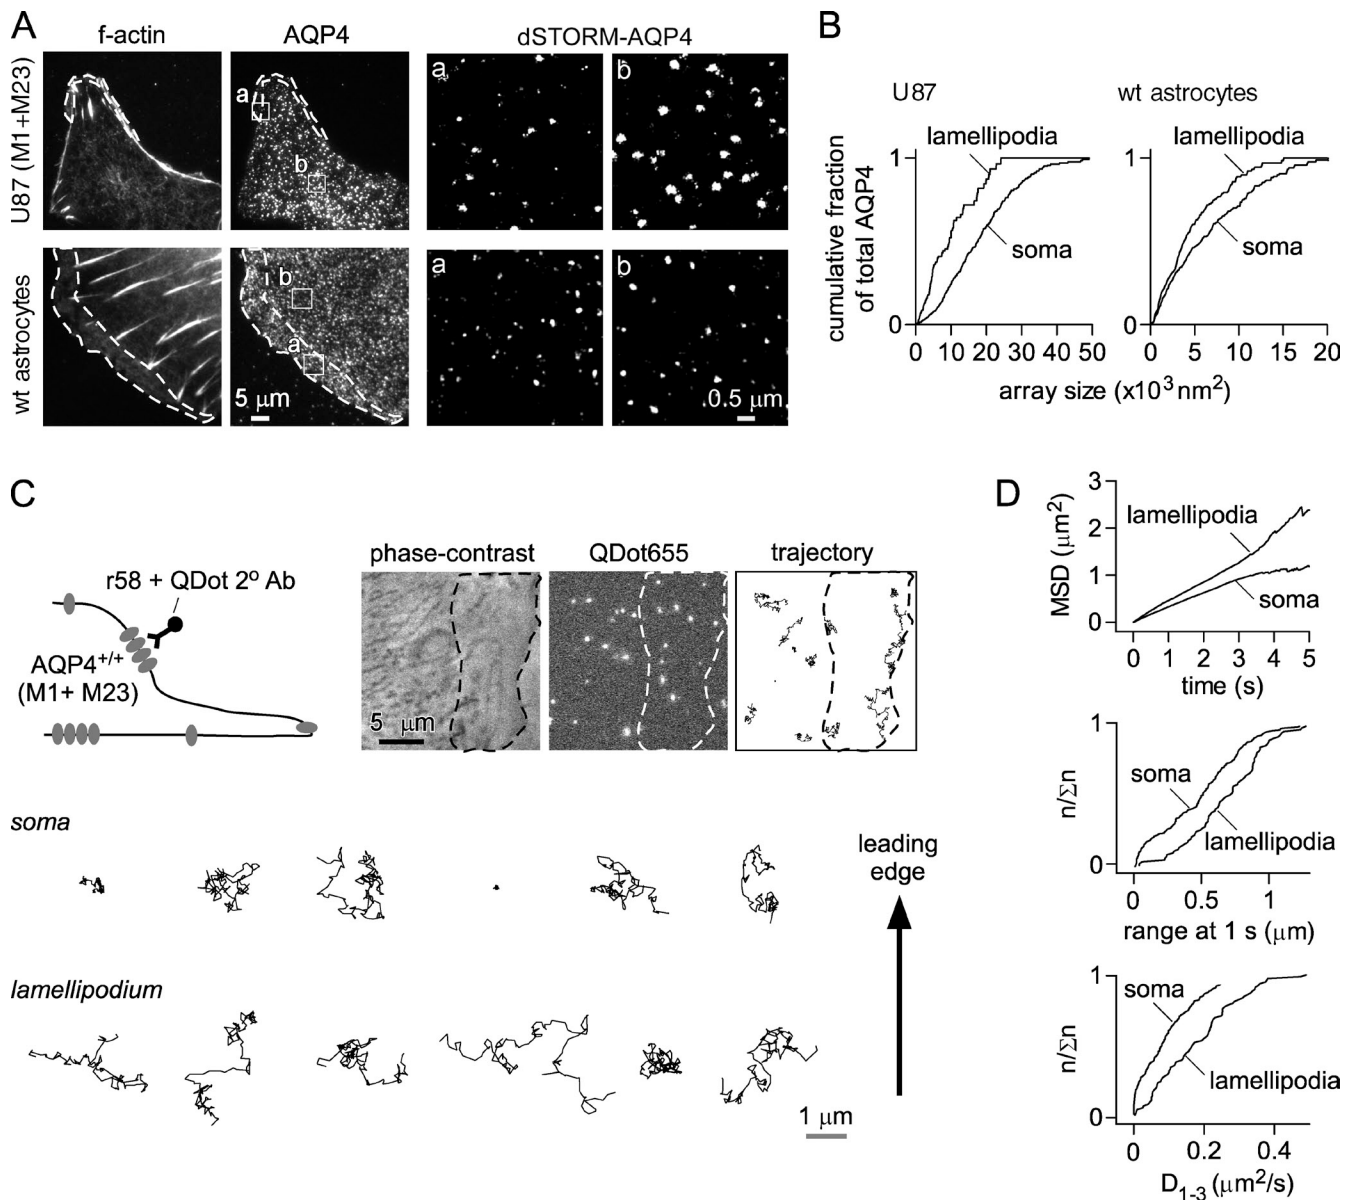 A
f-actin
AQP4
dSTORM-AQP4
U87 (M1+M23)
a
b
a
b
wt astrocytes
b
a
5 μm
a
b
0.5 μm
B
U87
wt astrocytes
cumulative fraction
of total AQP4
lamellipodia
soma
1
0
0 10 20 30 40 50
lamellipodia
soma
1
0
0 5 10 15 20
array size (x10³ nm²)
C
r58 + QDot 2º Ab
AQP4⁺/⁺
(M1+ M23)
phase-contrast
QDot655
trajectory
5 μm
soma
lamellipodium
leading
edge
1 μm
D
MSD (μm²)
3
2
1
0
lamellipodia
soma
0 1 2 3 4 5
time (s)
n/Σn
1
0
soma
lamellipodia
0 0.5 1
range at 1 s (μm)
n/Σn
1
0
soma
lamellipodia
0 0.2 0.4
D₁₋₃ (μm²/s)